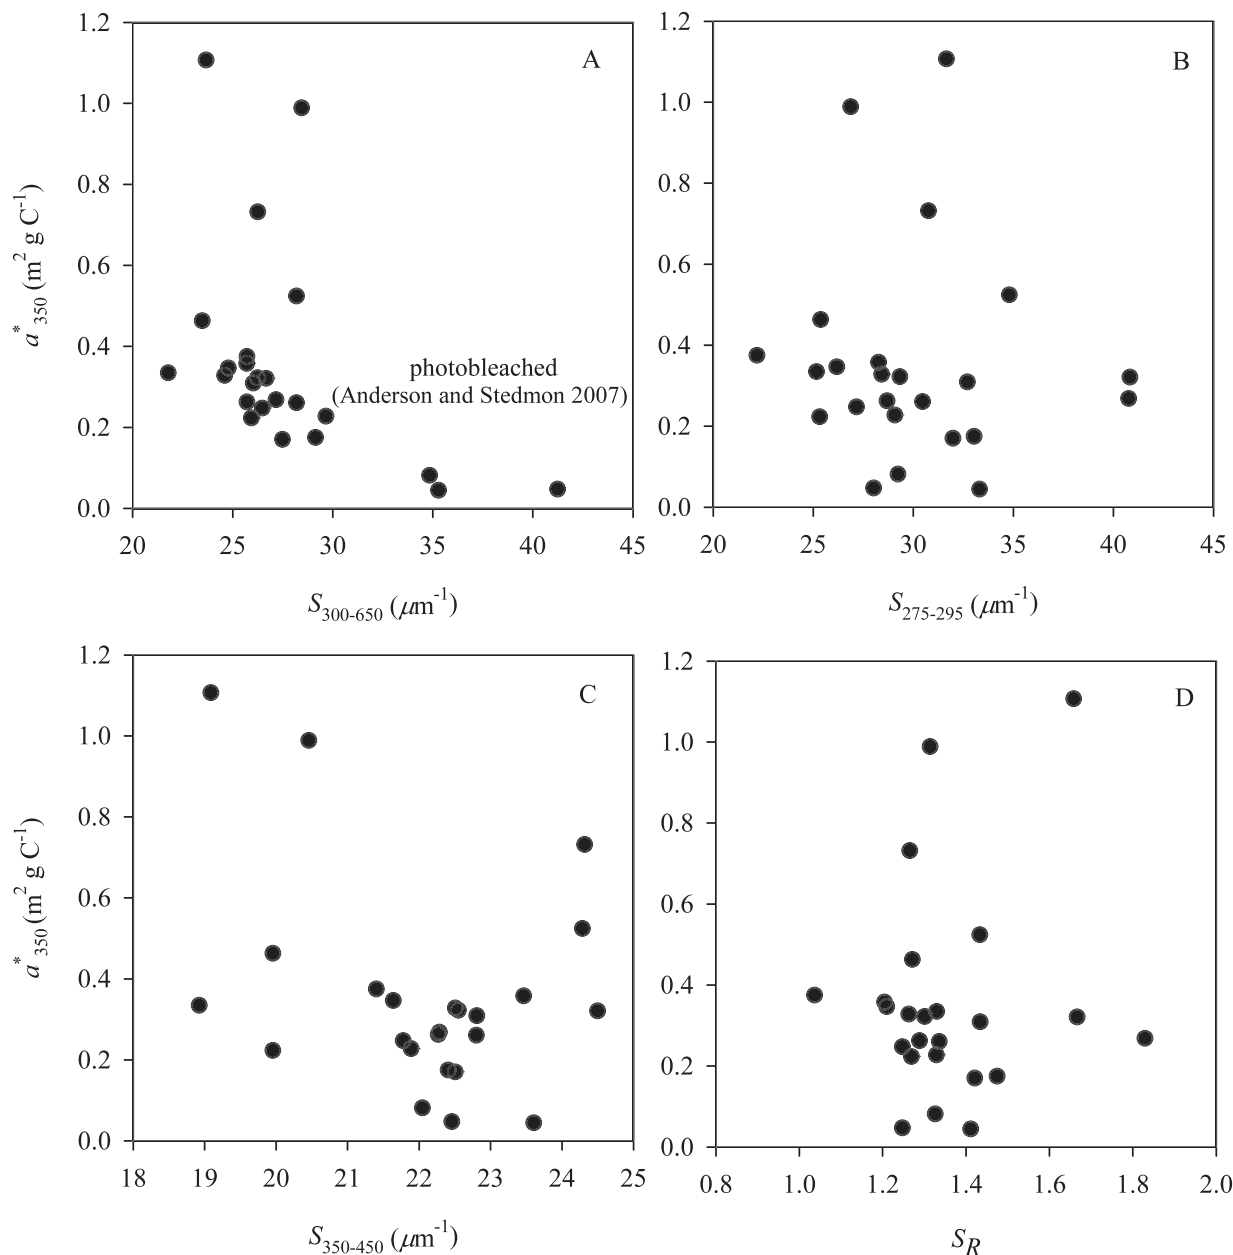 1.2
1.0
0.8
0.6
0.4
0.2
0.0
20 25 30 35 40 45
a*350 (m2 g C-1)
S300-650 (μm-1)
A
photobleached
(Anderson and Stedmon 2007)
1.2
1.0
0.8
0.6
0.4
0.2
0.0
20 25 30 35 40 45
S275-295 (μm-1)
B
1.2
1.0
0.8
0.6
0.4
0.2
0.0
18 19 20 21 22 23 24 25
a*350 (m2 g C-1)
S350-450 (μm-1)
C
1.2
1.0
0.8
0.6
0.4
0.2
0.0
0.8 1.0 1.2 1.4 1.6 1.8 2.0
SR
D